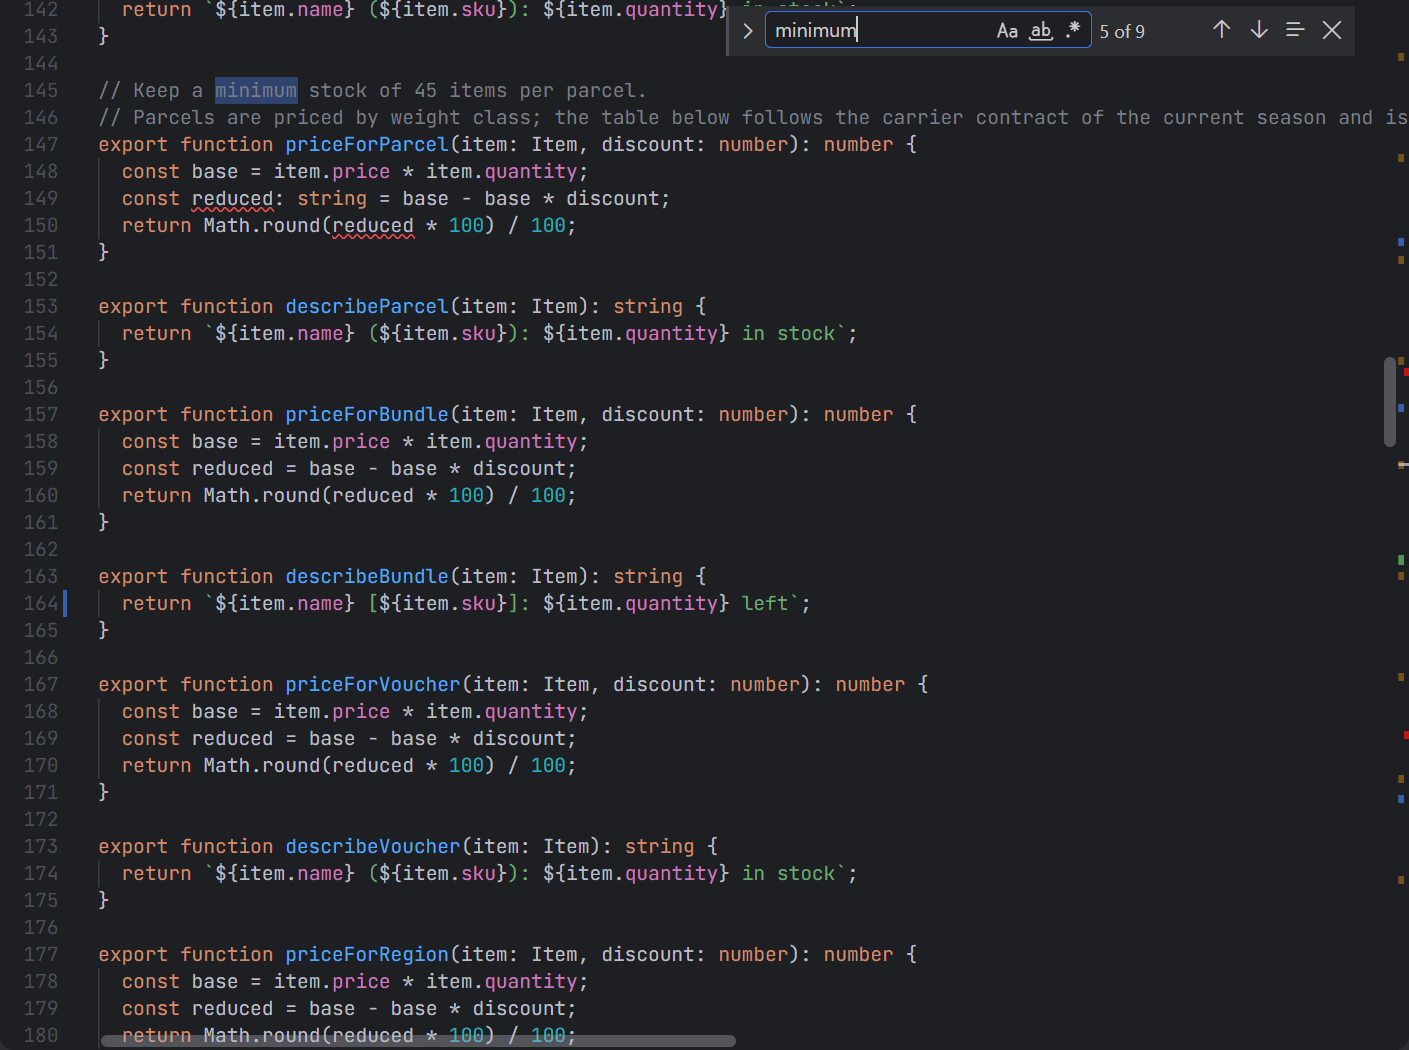 142   return `${item.name} (${item.sku}): ${item.quantity} in stock`;
minimum Aa ab .* 5 of 9
143 }
144
145 // Keep a minimum stock of 45 items per parcel.
146 // Parcels are priced by weight class; the table below follows the carrier contract of the current season and is
147 export function priceForParcel(item: Item, discount: number): number {
148   const base = item.price * item.quantity;
149   const reduced: string = base - base * discount;
150   return Math.round(reduced * 100) / 100;
151 }
152
153 export function describeParcel(item: Item): string {
154   return `${item.name} (${item.sku}): ${item.quantity} in stock`;
155 }
156
157 export function priceForBundle(item: Item, discount: number): number {
158   const base = item.price * item.quantity;
159   const reduced = base - base * discount;
160   return Math.round(reduced * 100) / 100;
161 }
162
163 export function describeBundle(item: Item): string {
164   return `${item.name} [${item.sku}]: ${item.quantity} left`;
165 }
166
167 export function priceForVoucher(item: Item, discount: number): number {
168   const base = item.price * item.quantity;
169   const reduced = base - base * discount;
170   return Math.round(reduced * 100) / 100;
171 }
172
173 export function describeVoucher(item: Item): string {
174   return `${item.name} (${item.sku}): ${item.quantity} in stock`;
175 }
176
177 export function priceForRegion(item: Item, discount: number): number {
178   const base = item.price * item.quantity;
179   const reduced = base - base * discount;
180   return Math.round(reduced * 100) / 100;